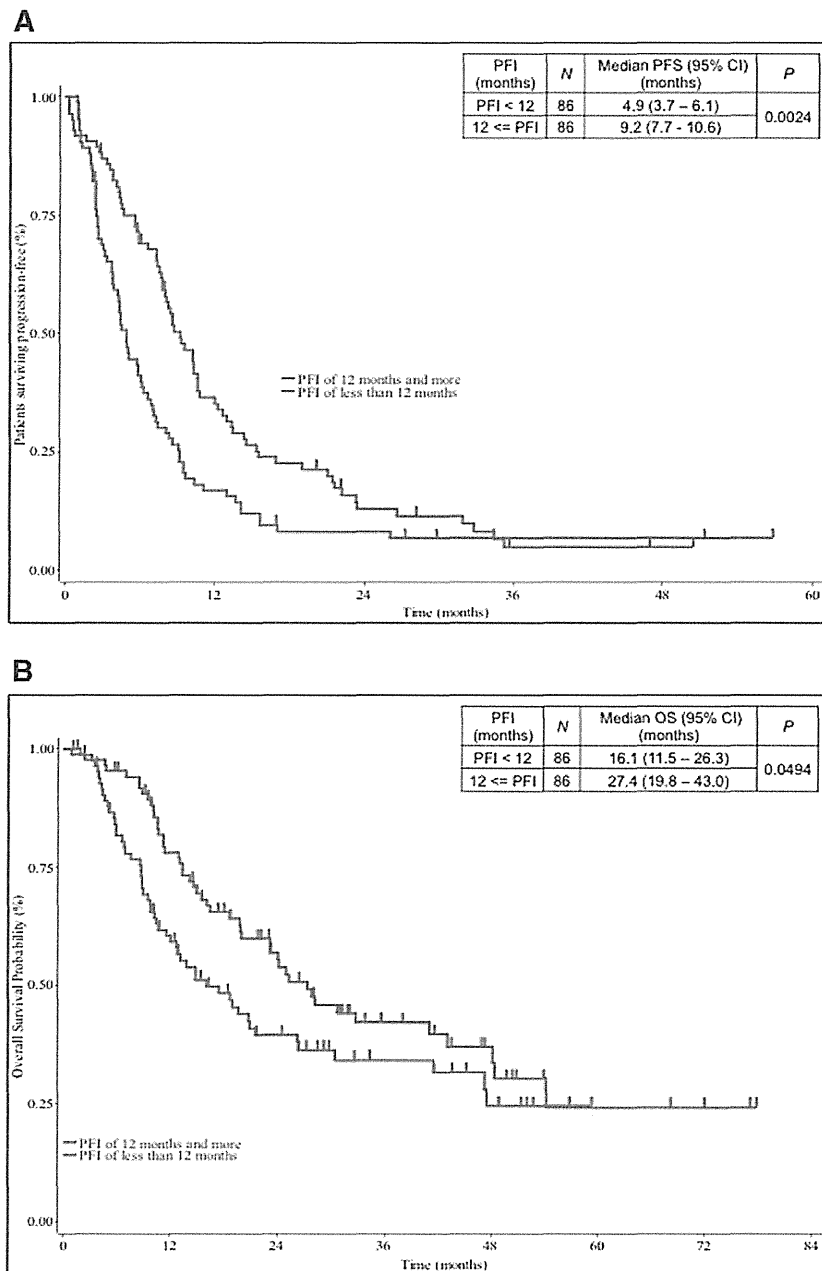 A
PFI (months) N Median PFS (95% CI) (months) P
PFI < 12 86 4.9 (3.7 – 6.1) 0.0024
12 <= PFI 86 9.2 (7.7 - 10.6)
1.00
0.75
0.50
0.25
0.00
Patients surviving progression-free (%)
PFI of 12 months and more
PFI of less than 12 months
0 12 24 36 48 60
Time (months)
B
PFI (months) N Median OS (95% CI) (months) P
PFI < 12 86 16.1 (11.5 – 26.3) 0.0494
12 <= PFI 86 27.4 (19.8 – 43.0)
1.00
0.75
0.50
0.25
0.00
Overall Survival Probability (%)
PFI of 12 months and more
PFI of less than 12 months
0 12 24 36 48 60 72 84
Time (months)